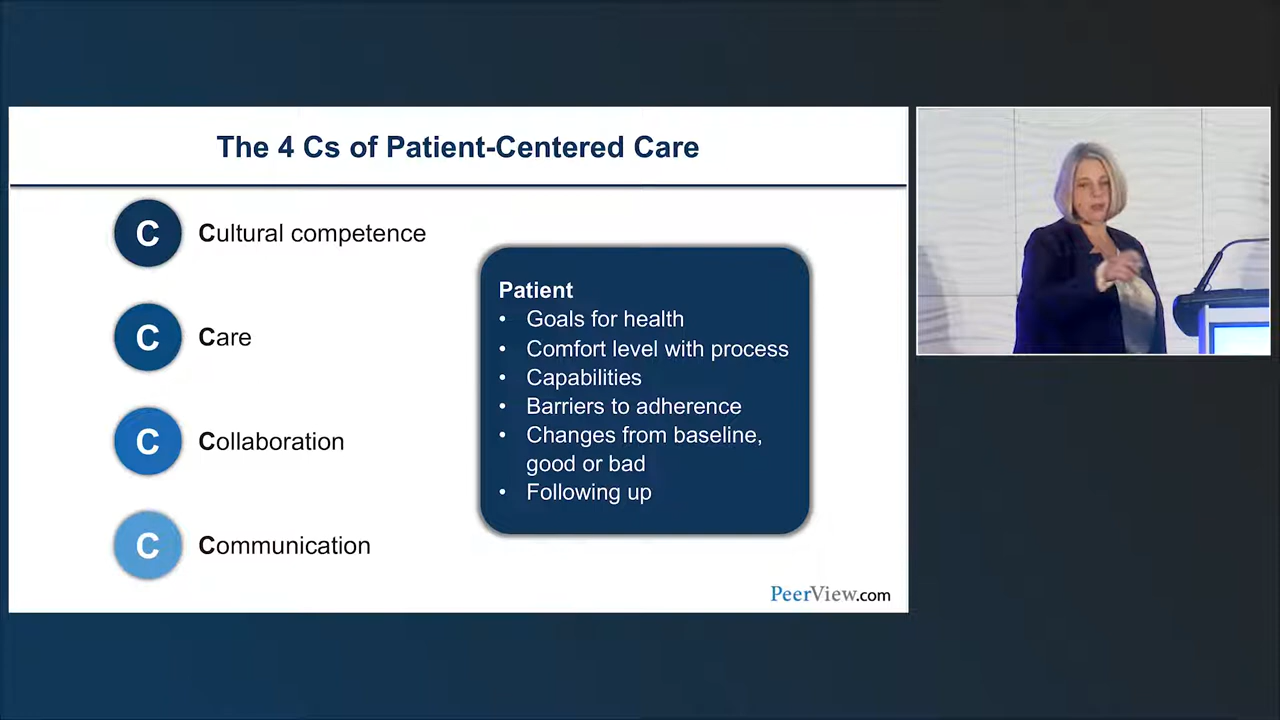 The 4 Cs of Patient-Centered Care
C Cultural competence
C Care
C Collaboration
C Communication
Patient
• Goals for health
• Comfort level with process
• Capabilities
• Barriers to adherence
• Changes from baseline,
good or bad
• Following up
PeerView.com